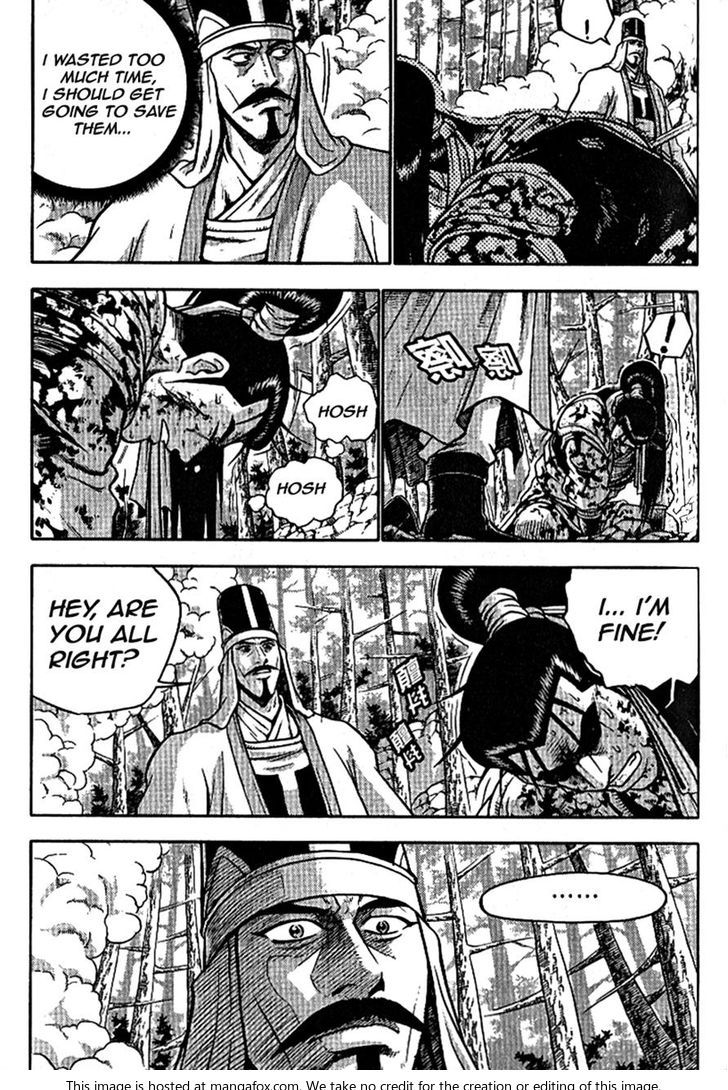 I WASTED TOO
MUCH TIME,
I SHOULD GET
GOING TO SAVE
THEM...
!
HOSH
HOSH
!
HEY, ARE
YOU ALL
RIGHT?
I... I'M
FINE!
......
This image is hosted at mangafox.com. We take no credit for the creation or editing of this image.